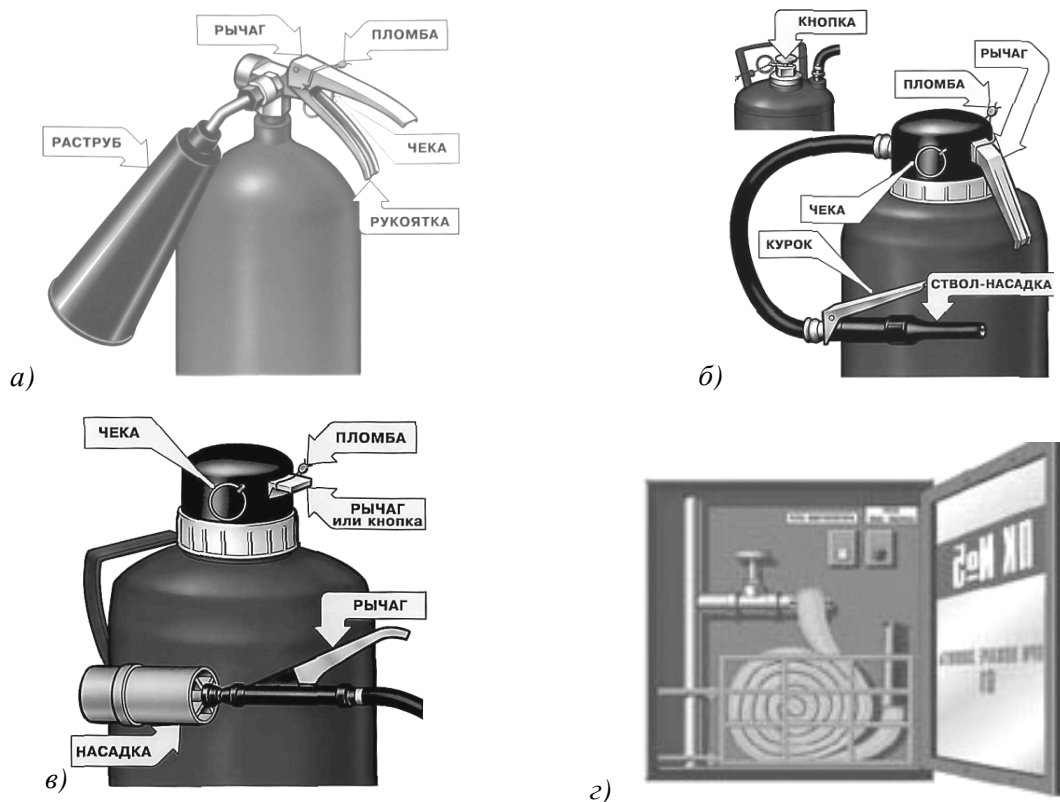 РЫЧАГ
ПЛОМБА
РАСТРУБ
ЧЕКА
РУКОЯТКА
а)
КНОПКА
РЫЧАГ
ПЛОМБА
ЧЕКА
КУРОК
СТВОЛ-НАСАДКА
б)
ЧЕКА
ПЛОМБА
РЫЧАГ
или кнопка
РЫЧАГ
НАСАДКА
в)
ПК №5
г)